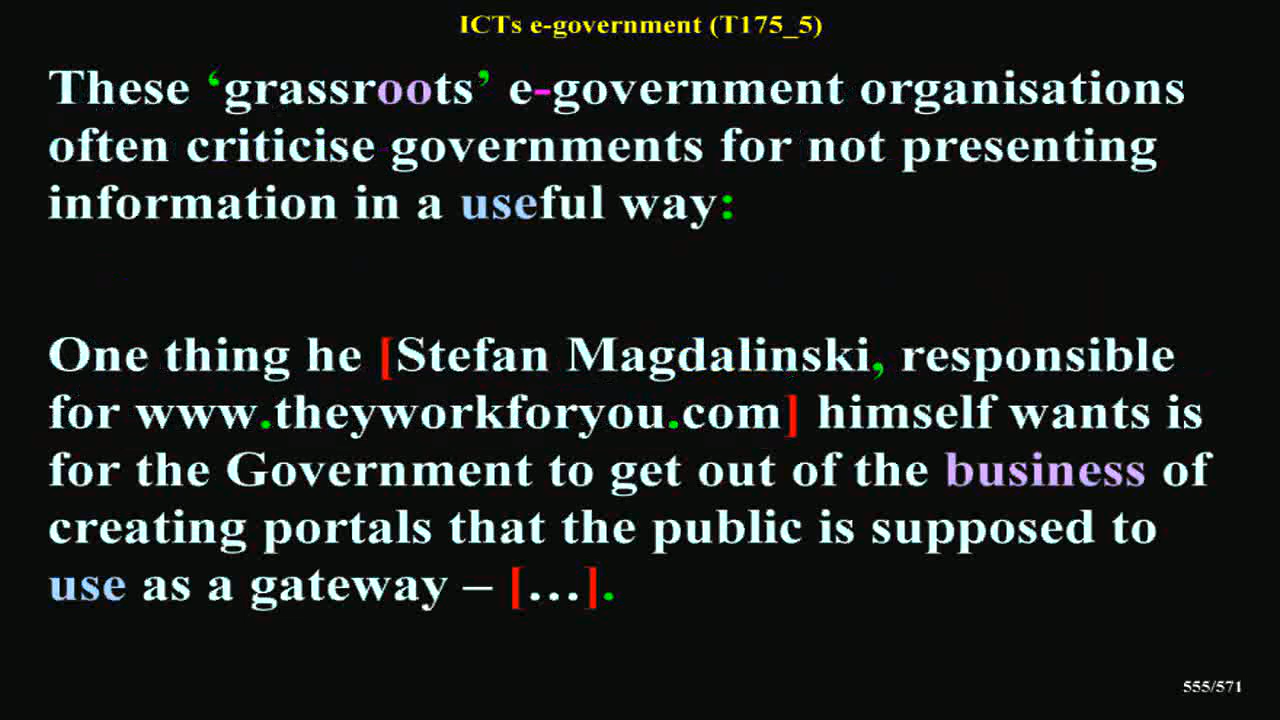 ICTs e-government (T175_5)
These ‘grassroots’ e-government organisations
often criticise governments for not presenting
information in a useful way:
One thing he [Stefan Magdalinski, responsible
for www.theyworkforyou.com] himself wants is
for the Government to get out of the business of
creating portals that the public is supposed to
use as a gateway – […].
555/571